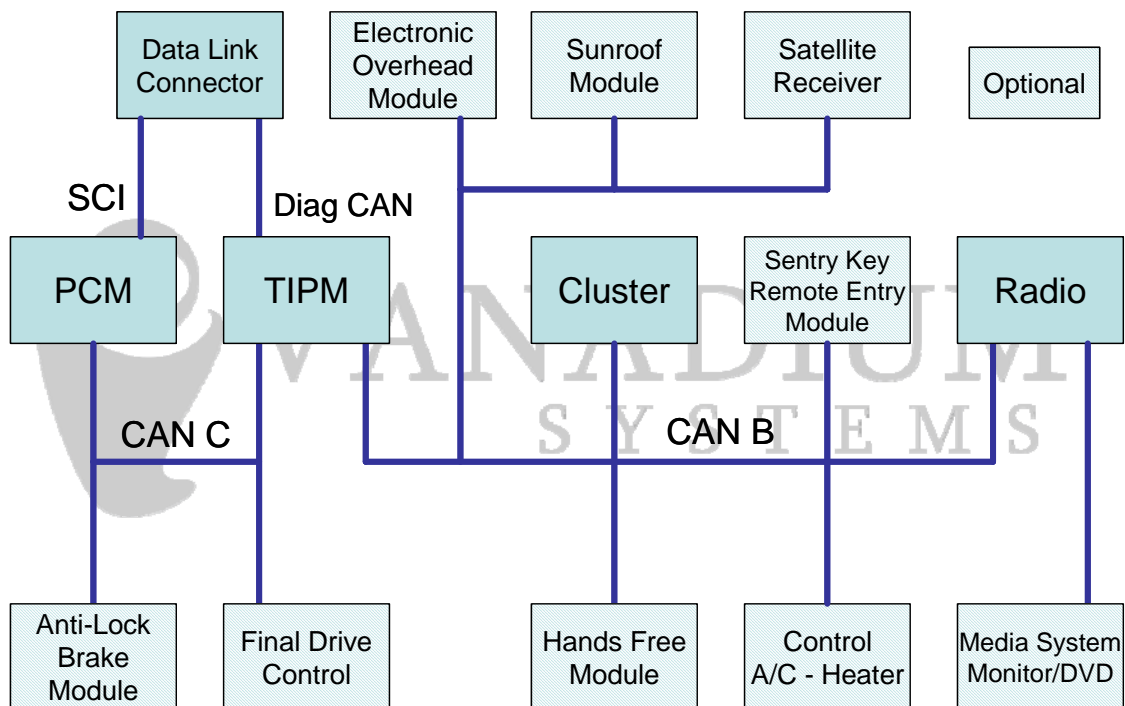 Data Link
Connector
Electronic
Overhead
Module
Sunroof
Module
Satellite
Receiver
Optional
SCI
Diag CAN
PCM
TIPM
Cluster
Sentry Key
Remote Entry
Module
Radio
VANADIUM
SYSTEMS
CAN C
CAN B
Anti-Lock
Brake
Module
Final Drive
Control
Hands Free
Module
Control
A/C - Heater
Media System
Monitor/DVD